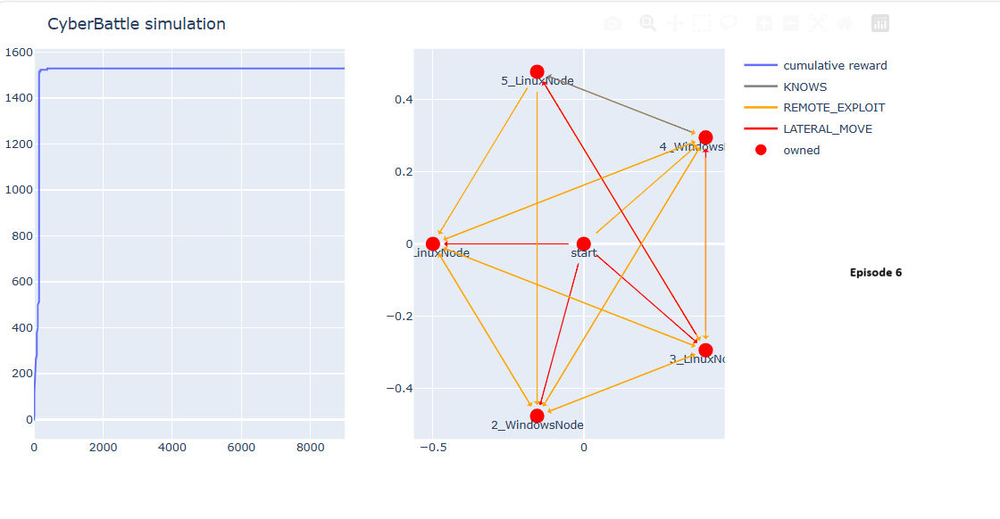 CyberBattle simulation
1600
1400
1200
1000
800
600
400
200
0
0 2000 4000 6000 8000
0.4
0.2
0
−0.2
−0.4
−0.5 0
5_LinuxNode
4_Windows
LinuxNode
start
3_LinuxNo
2_WindowsNode
cumulative reward
KNOWS
REMOTE_EXPLOIT
LATERAL_MOVE
owned
Episode 6